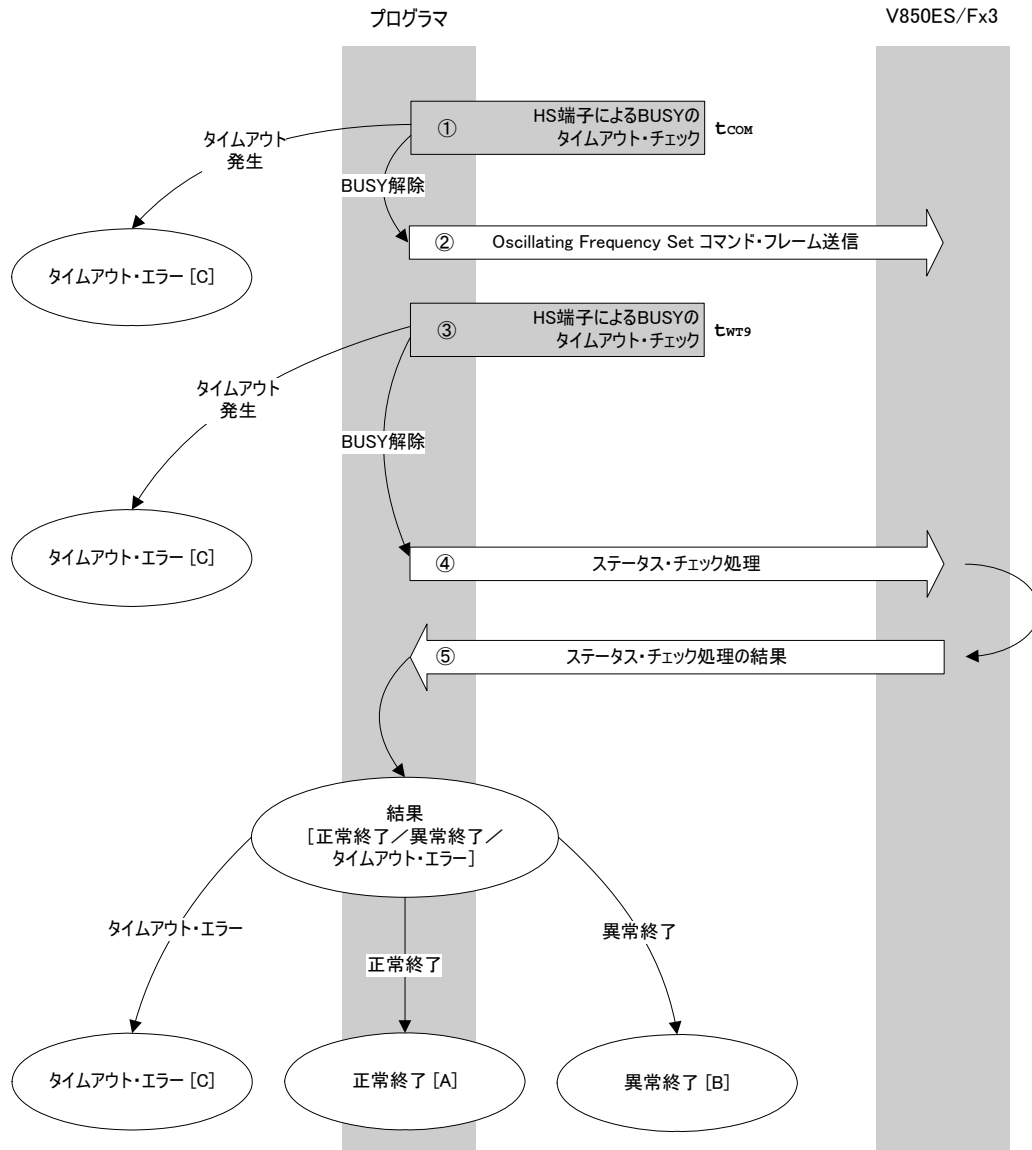 プログラマ
V850ES/Fx3
① HS端子によるBUSYの
タイムアウト・チェック
tCOM
タイムアウト
発生
BUSY解除
② Oscillating Frequency Set コマンド・フレーム送信
タイムアウト・エラー [C]
③ HS端子によるBUSYの
タイムアウト・チェック
tWT9
タイムアウト
発生
BUSY解除
タイムアウト・エラー [C]
④ ステータス・チェック処理
⑤ ステータス・チェック処理の結果
結果
[正常終了／異常終了／
タイムアウト・エラー]
タイムアウト・エラー
正常終了
異常終了
タイムアウト・エラー [C]
正常終了 [A]
異常終了 [B]